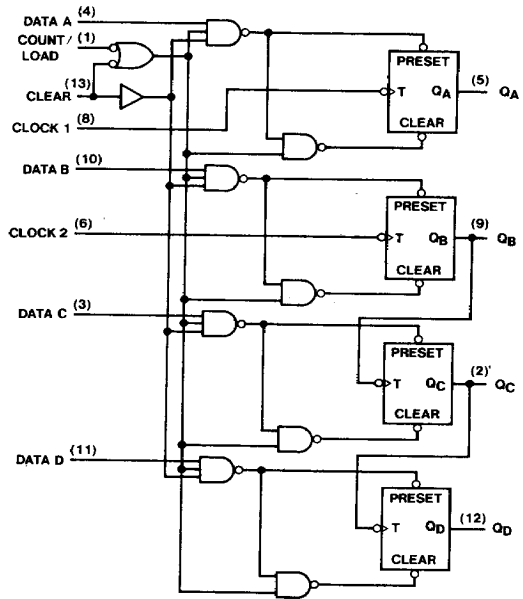 DATA A (4)
COUNT/ (1)
LOAD
CLEAR (13)
CLOCK 1 (8)
PRESET
T QA (5) QA
CLEAR
DATA B (10)
CLOCK 2 (6)
PRESET
T QB (9) QB
CLEAR
DATA C (3)
PRESET
T QC (2) QC
CLEAR
DATA D (11)
PRESET
T QD (12) QD
CLEAR